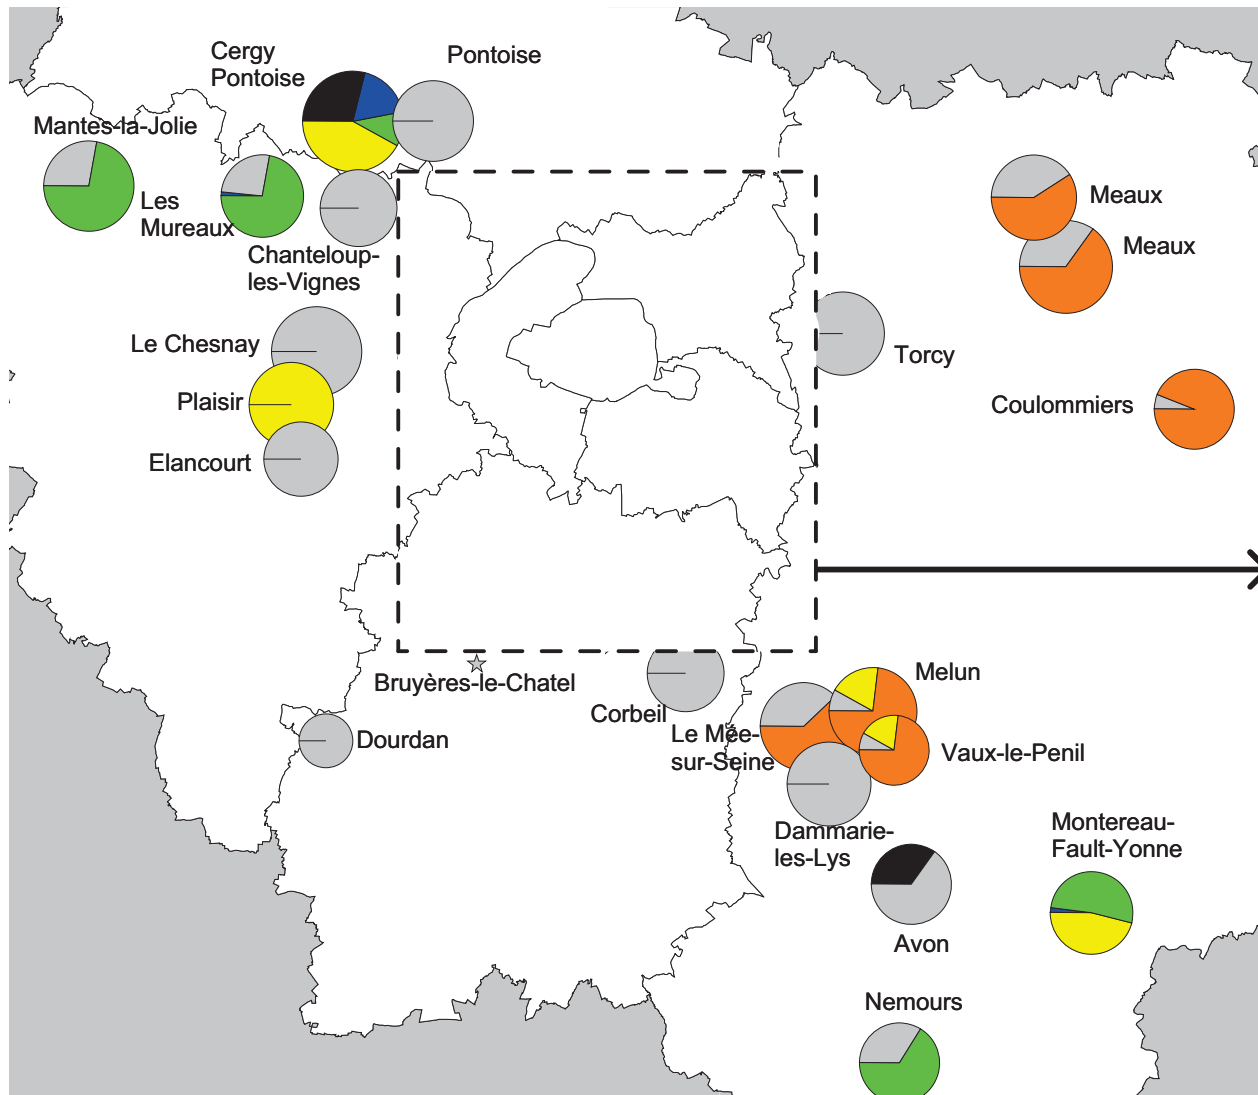 Cergy
Pontoise
Pontoise
Mantes-la-Jolie
Les
Mureaux
Chanteloup-
les-Vignes
Meaux
Meaux
Le Chesnay
Torcy
Plaisir
Coulommiers
Elancourt
Bruyères-le-Chatel
Corbeil
Melun
Le Mée-
sur-Seine
Dourdan
Vaux-le-Penil
Dammarie-
les-Lys
Montereau-
Fault-Yonne
Avon
Nemours